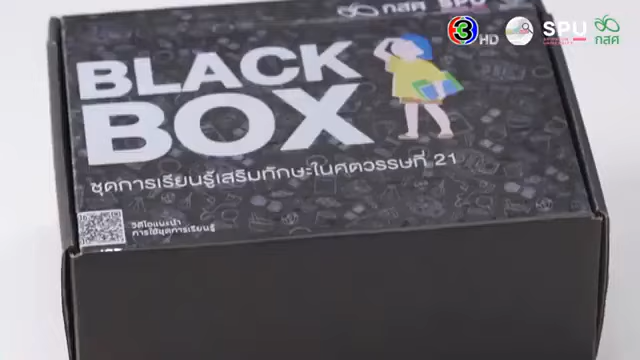 กสศ SPU
3 HD SPU กสศ
BLACK
BOX
ชุดการเรียนรู้เสริมทักษะในศตวรรษที่ 21
วิดีโอแนะนำ
การใช้ชุดการเรียนรู้